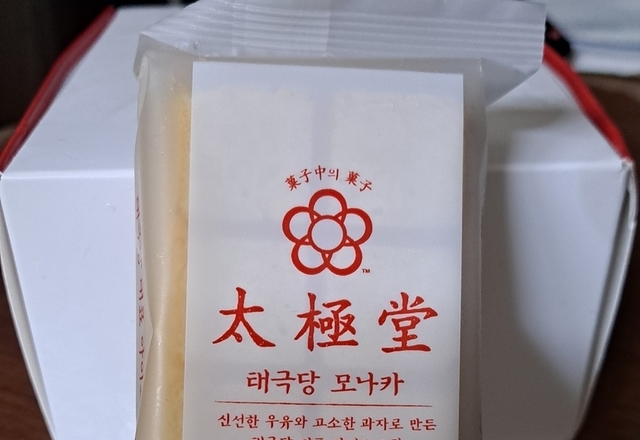 菓子中의 菓子
TM
太極堂
태극당 모나카
신선한 우유와 고소한 과자로 만든